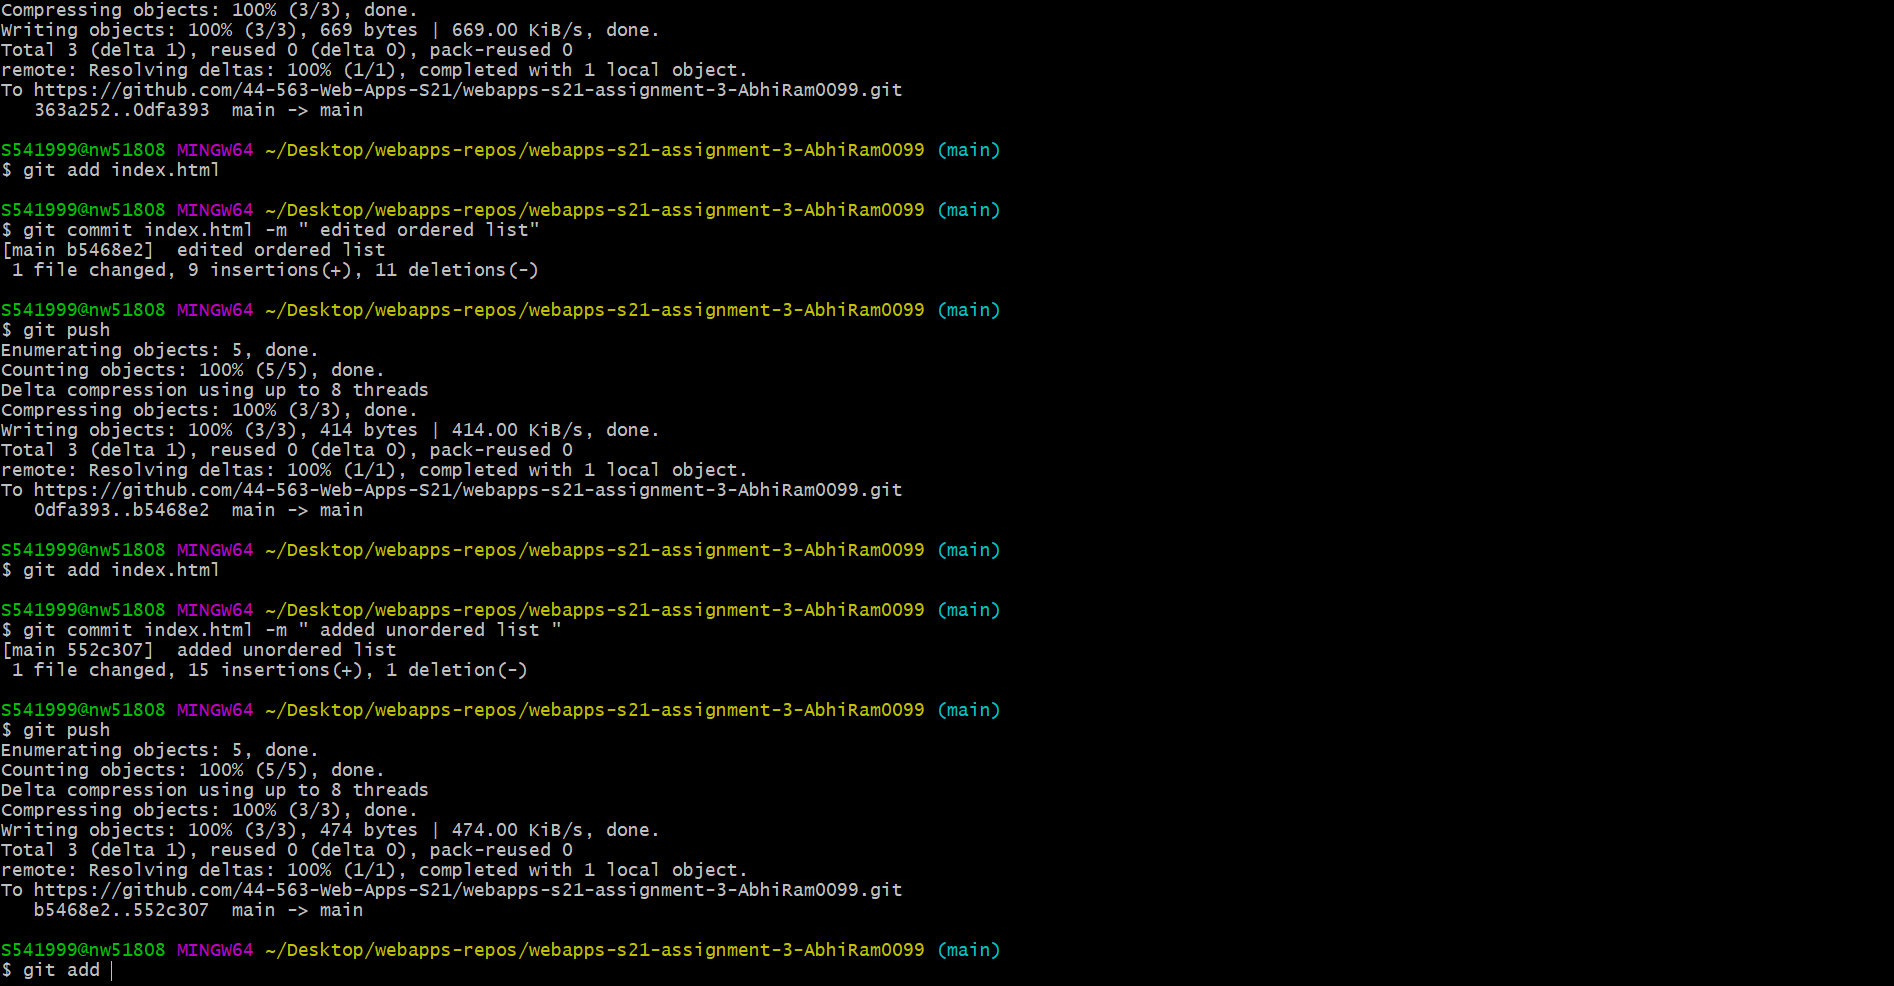 Compressing objects: 100% (3/3), done.
Writing objects: 100% (3/3), 669 bytes | 669.00 KiB/s, done.
Total 3 (delta 1), reused 0 (delta 0), pack-reused 0
remote: Resolving deltas: 100% (1/1), completed with 1 local object.
To https://github.com/44-563-Web-Apps-S21/webapps-s21-assignment-3-AbhiRam0099.git
   363a252..0dfa393  main -> main

S541999@nw51808 MINGW64 ~/Desktop/webapps-repos/webapps-s21-assignment-3-AbhiRam0099 (main)
$ git add index.html

S541999@nw51808 MINGW64 ~/Desktop/webapps-repos/webapps-s21-assignment-3-AbhiRam0099 (main)
$ git commit index.html -m " edited ordered list"
[main b5468e2]  edited ordered list
 1 file changed, 9 insertions(+), 11 deletions(-)

S541999@nw51808 MINGW64 ~/Desktop/webapps-repos/webapps-s21-assignment-3-AbhiRam0099 (main)
$ git push
Enumerating objects: 5, done.
Counting objects: 100% (5/5), done.
Delta compression using up to 8 threads
Compressing objects: 100% (3/3), done.
Writing objects: 100% (3/3), 414 bytes | 414.00 KiB/s, done.
Total 3 (delta 1), reused 0 (delta 0), pack-reused 0
remote: Resolving deltas: 100% (1/1), completed with 1 local object.
To https://github.com/44-563-Web-Apps-S21/webapps-s21-assignment-3-AbhiRam0099.git
   0dfa393..b5468e2  main -> main

S541999@nw51808 MINGW64 ~/Desktop/webapps-repos/webapps-s21-assignment-3-AbhiRam0099 (main)
$ git add index.html

S541999@nw51808 MINGW64 ~/Desktop/webapps-repos/webapps-s21-assignment-3-AbhiRam0099 (main)
$ git commit index.html -m " added unordered list "
[main 552c307]  added unordered list
 1 file changed, 15 insertions(+), 1 deletion(-)

S541999@nw51808 MINGW64 ~/Desktop/webapps-repos/webapps-s21-assignment-3-AbhiRam0099 (main)
$ git push
Enumerating objects: 5, done.
Counting objects: 100% (5/5), done.
Delta compression using up to 8 threads
Compressing objects: 100% (3/3), done.
Writing objects: 100% (3/3), 474 bytes | 474.00 KiB/s, done.
Total 3 (delta 1), reused 0 (delta 0), pack-reused 0
remote: Resolving deltas: 100% (1/1), completed with 1 local object.
To https://github.com/44-563-Web-Apps-S21/webapps-s21-assignment-3-AbhiRam0099.git
   b5468e2..552c307  main -> main

S541999@nw51808 MINGW64 ~/Desktop/webapps-repos/webapps-s21-assignment-3-AbhiRam0099 (main)
$ git add